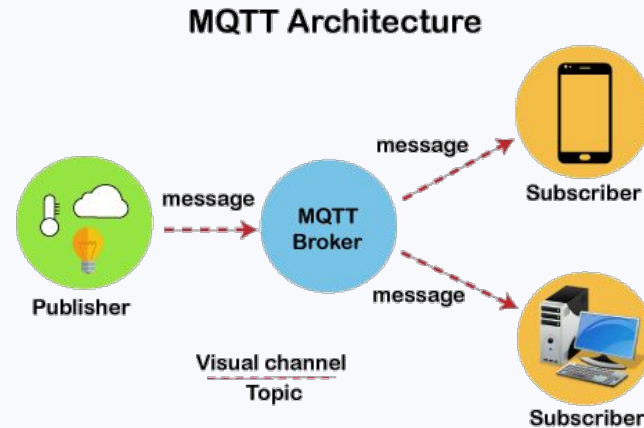 MQTT Architecture
message
Subscriber
message
MQTT
Broker
Publisher
message
Visual channel
Topic
Subscriber